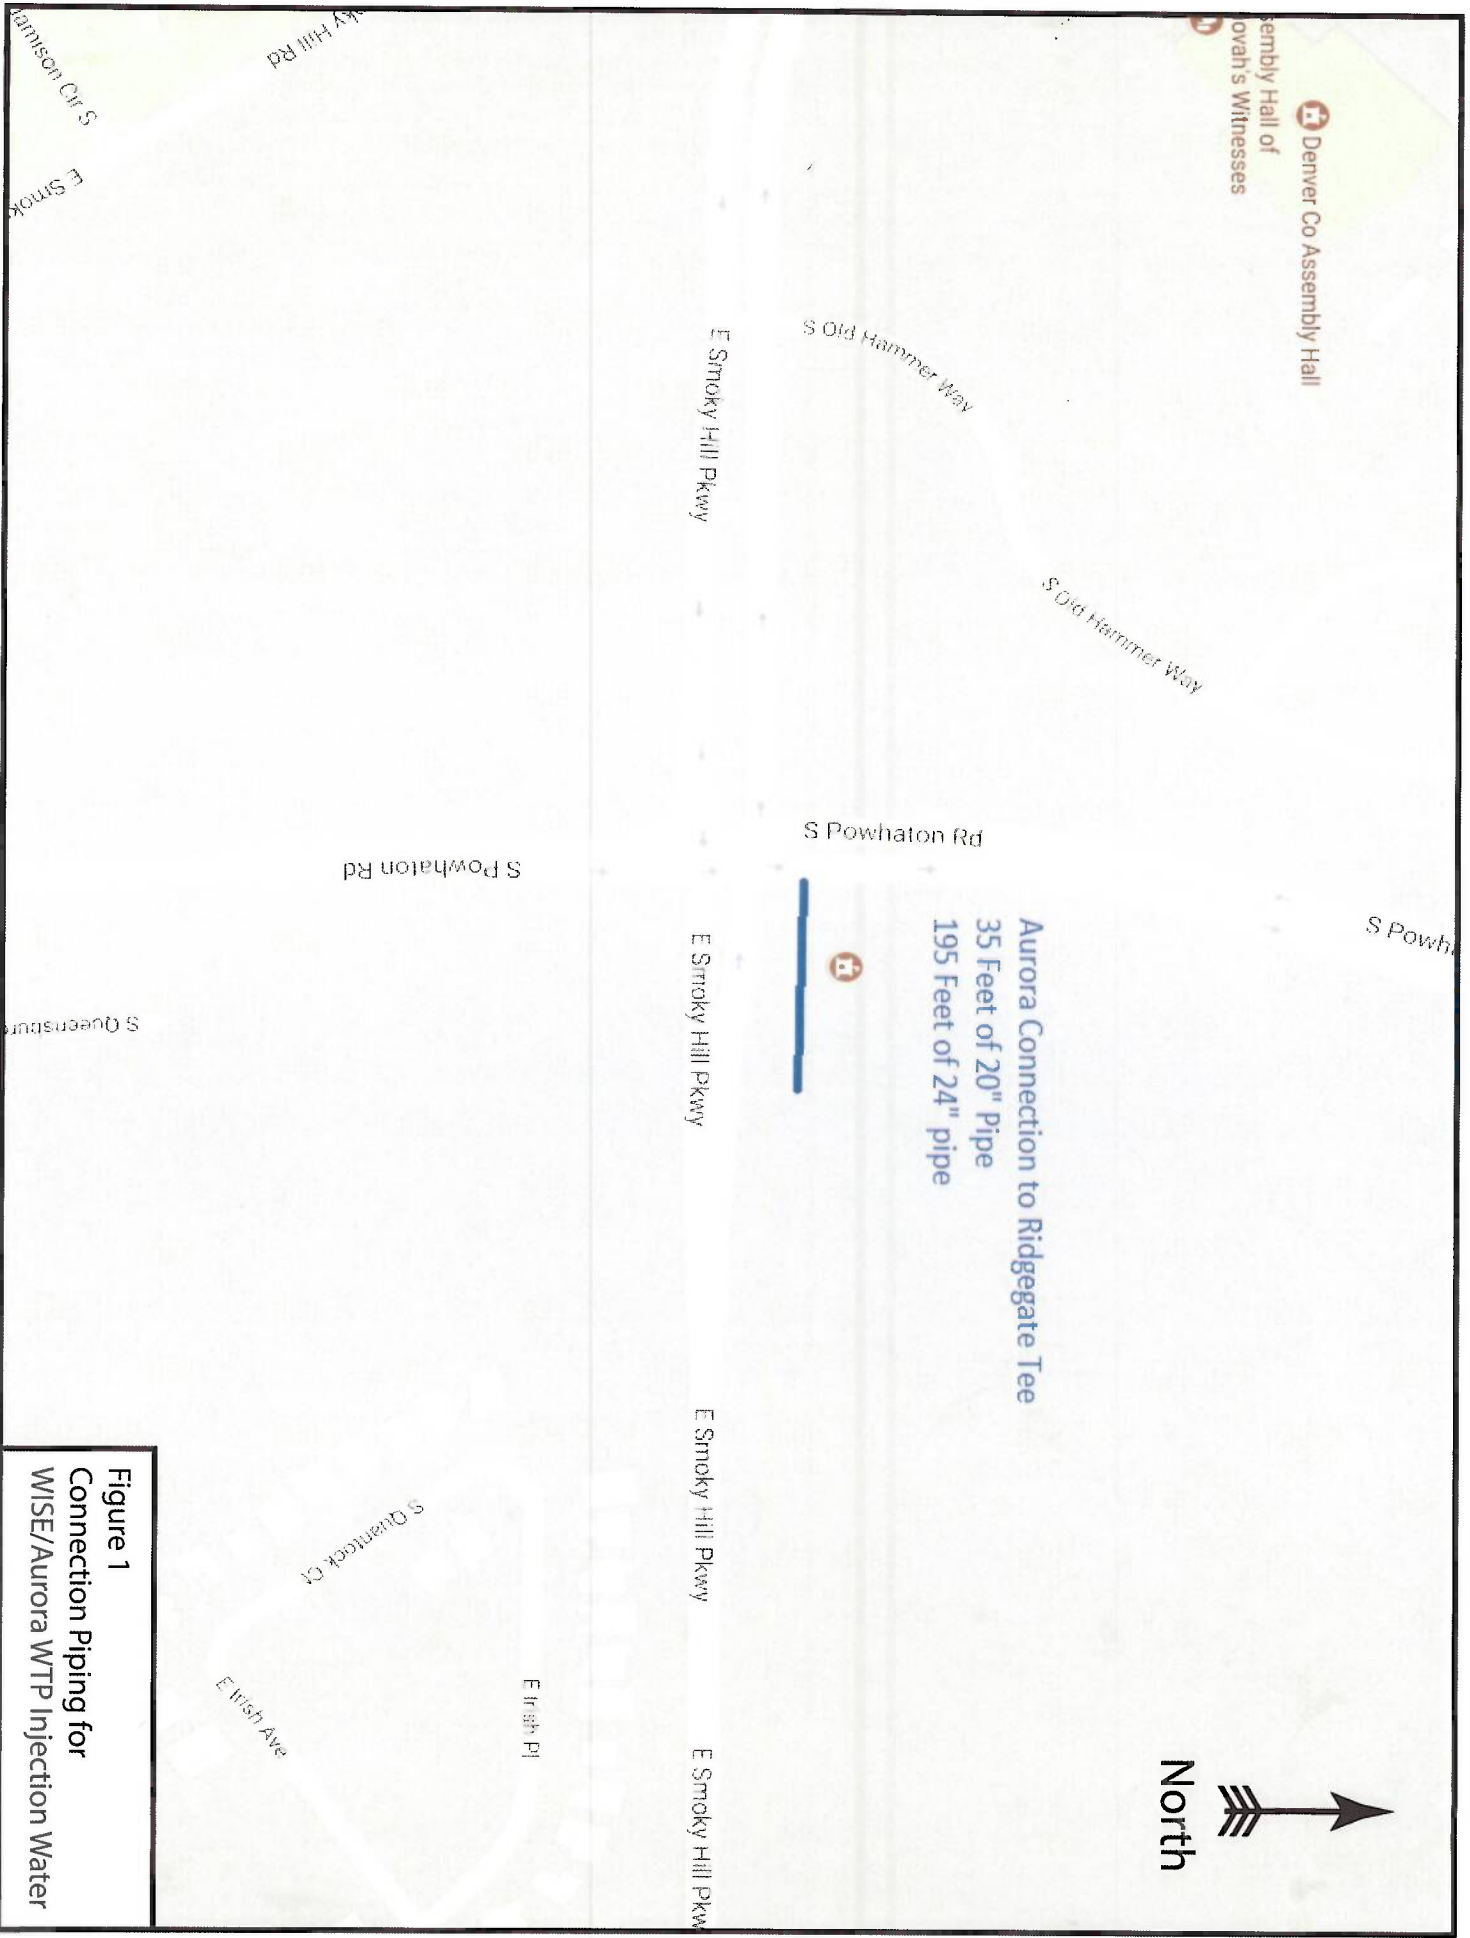 sembly Hall of
ovah's Witnesses
Denver Co Assembly Hall
S Old Hammer Way
S Old Hammer Way
S Powhaton Rd
S Powh
Aurora Connection to Ridgegate Tee
35 Feet of 20" Pipe
195 Feet of 24" pipe
North
E Smoky Hill Pkwy
E Smoky Hill Pkwy
E Smoky Hill Pkwy
E Smoky Hill Pkw
ky Hill Rd
amison Cir S
E Smok
S Powhaton Rd
S Queensbur
S Quantock Ct
E Irish Pl
E Irish Ave
Figure 1
Connection Piping for
WISE/Aurora WTP Injection Water